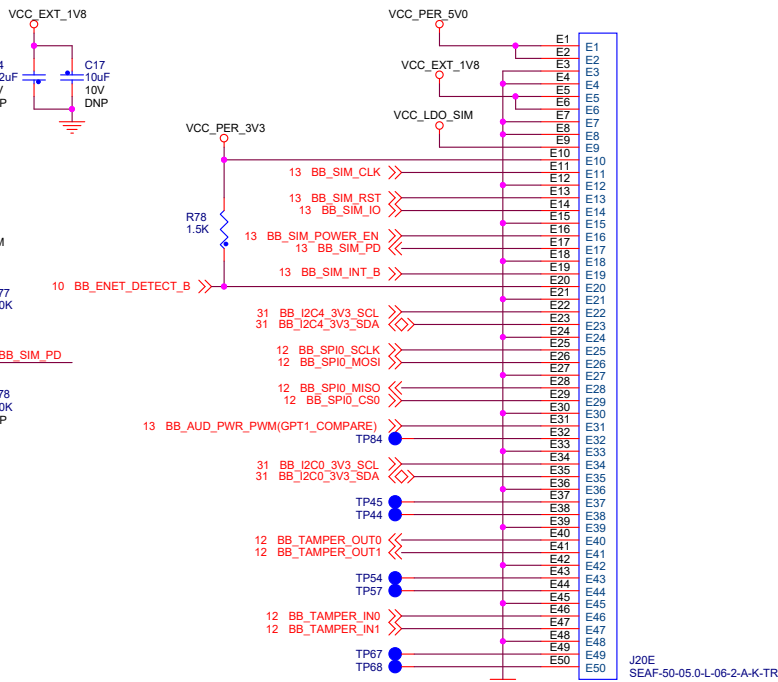 VCC_EXT_1V8
C17
10uF
10V
DNP
4
2uF
V
P
M
77
0K
BB_SIM_PD
78
0K
P
VCC_PER_5V0
VCC_EXT_1V8
VCC_LDO_SIM
VCC_PER_3V3
R78
1.5K
13 BB_SIM_CLK
13 BB_SIM_RST
13 BB_SIM_IO
13 BB_SIM_POWER_EN
13 BB_SIM_PD
13 BB_SIM_INT_B
10 BB_ENET_DETECT_B
31 BB_I2C4_3V3_SCL
31 BB_I2C4_3V3_SDA
12 BB_SPI0_SCLK
12 BB_SPI0_MOSI
12 BB_SPI0_MISO
12 BB_SPI0_CS0
13 BB_AUD_PWR_PWM(GPT1_COMPARE)
TP84
31 BB_I2C0_3V3_SCL
31 BB_I2C0_3V3_SDA
TP45
TP44
12 BB_TAMPER_OUT0
12 BB_TAMPER_OUT1
TP54
TP57
12 BB_TAMPER_IN0
12 BB_TAMPER_IN1
TP67
TP68
E1 E1
E2 E2
E3 E3
E4 E4
E5 E5
E6 E6
E7 E7
E8 E8
E9 E9
E10 E10
E11 E11
E12 E12
E13 E13
E14 E14
E15 E15
E16 E16
E17 E17
E18 E18
E19 E19
E20 E20
E21 E21
E22 E22
E23 E23
E24 E24
E25 E25
E26 E26
E27 E27
E28 E28
E29 E29
E30 E30
E31 E31
E32 E32
E33 E33
E34 E34
E35 E35
E36 E36
E37 E37
E38 E38
E39 E39
E40 E40
E41 E41
E42 E42
E43 E43
E44 E44
E45 E45
E46 E46
E47 E47
E48 E48
E49 E49
E50 E50
J20E
SEAF-50-05.0-L-06-2-A-K-TR